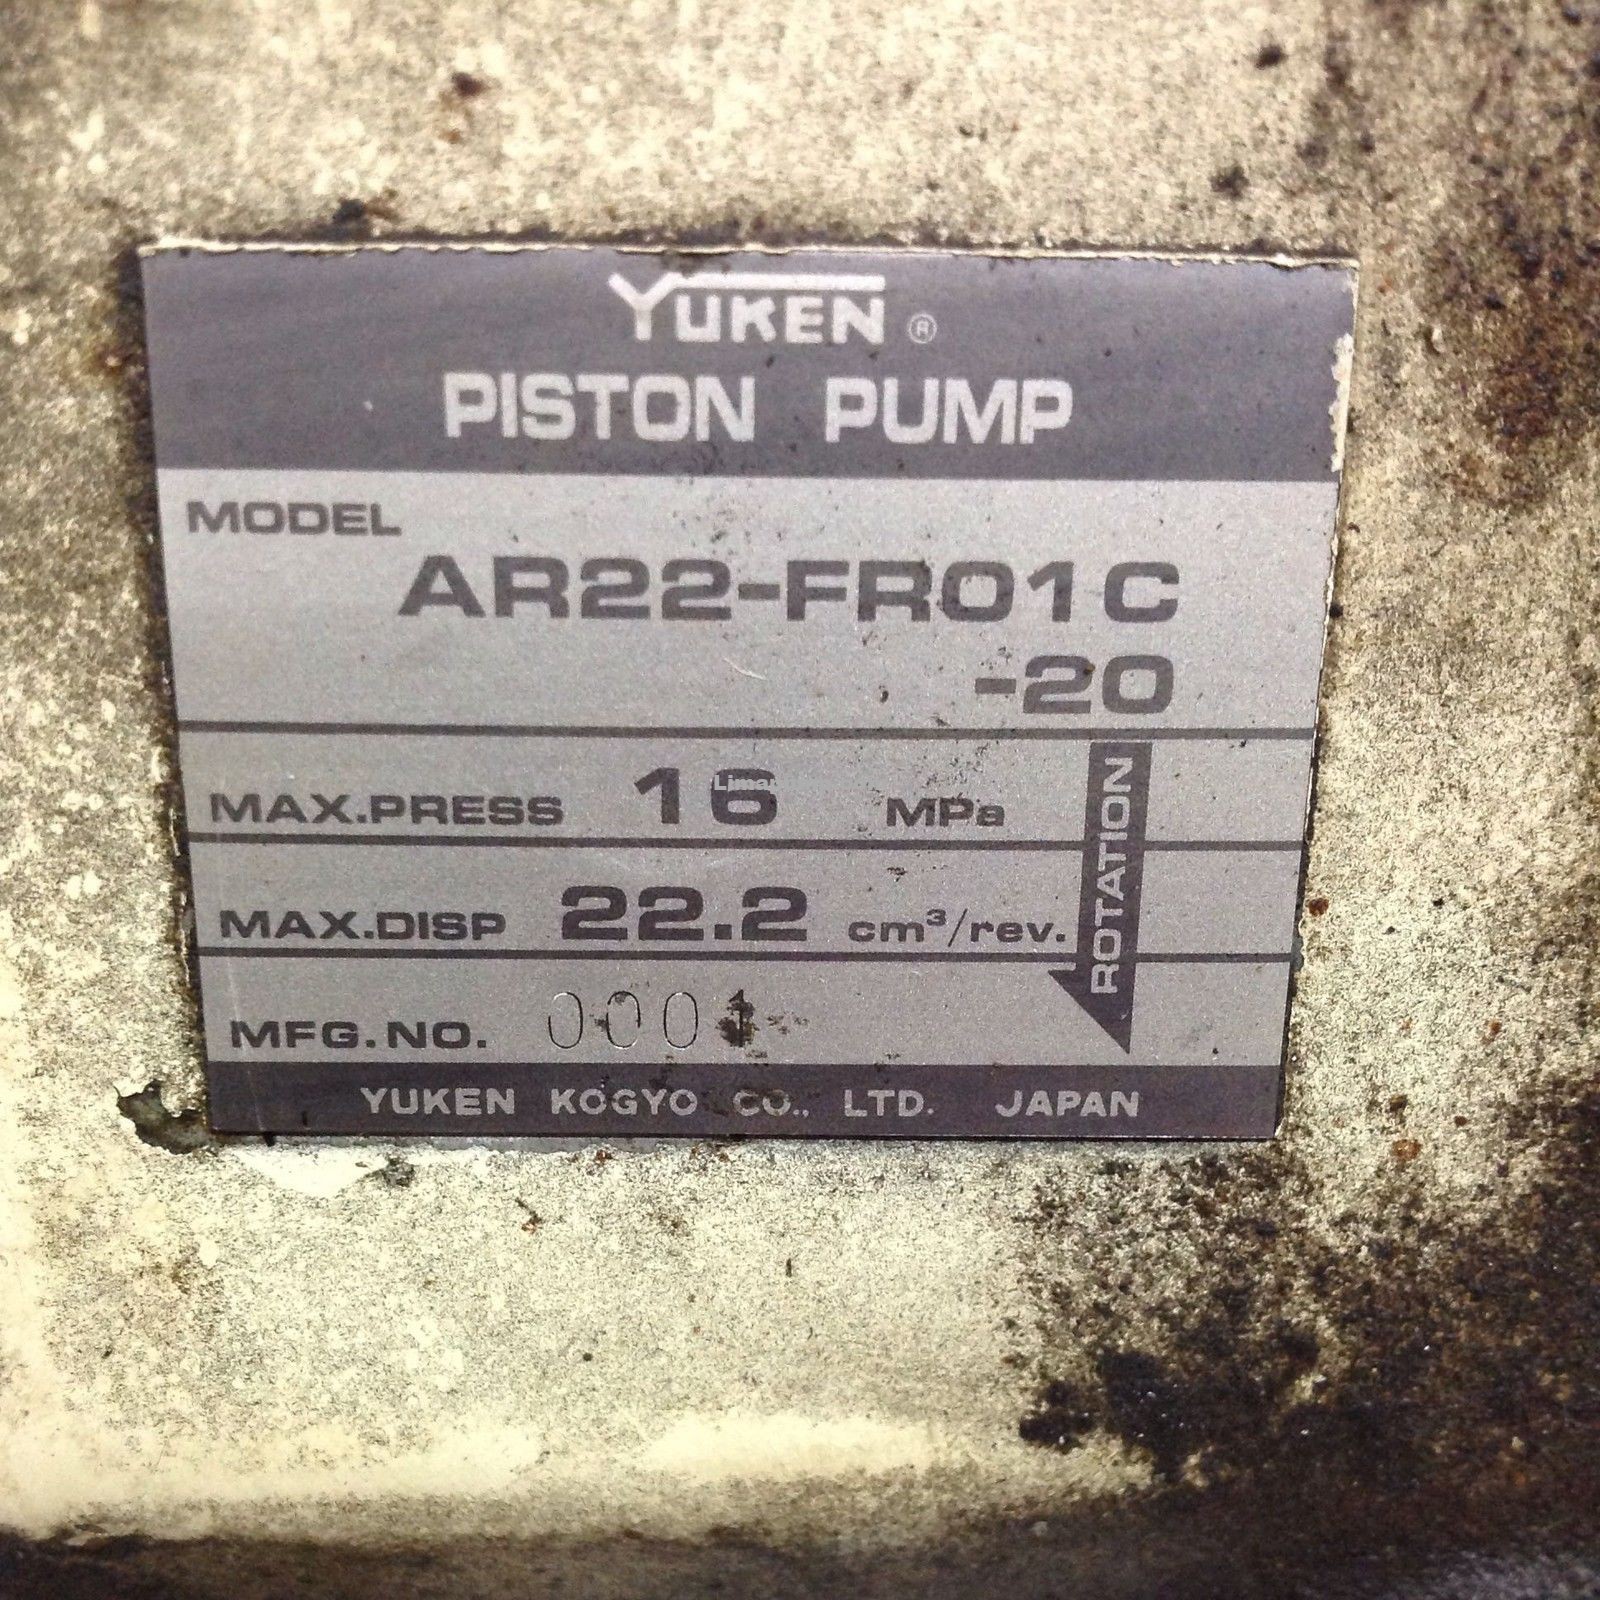 YUKEN ®
PISTON PUMP
MODEL
AR22-FR01C
-20
MAX.PRESS 16 MPa
MAX.DISP 22.2 cm³/rev.
ROTATION
MFG.NO. 0001
YUKEN KOGYO CO., LTD. JAPAN